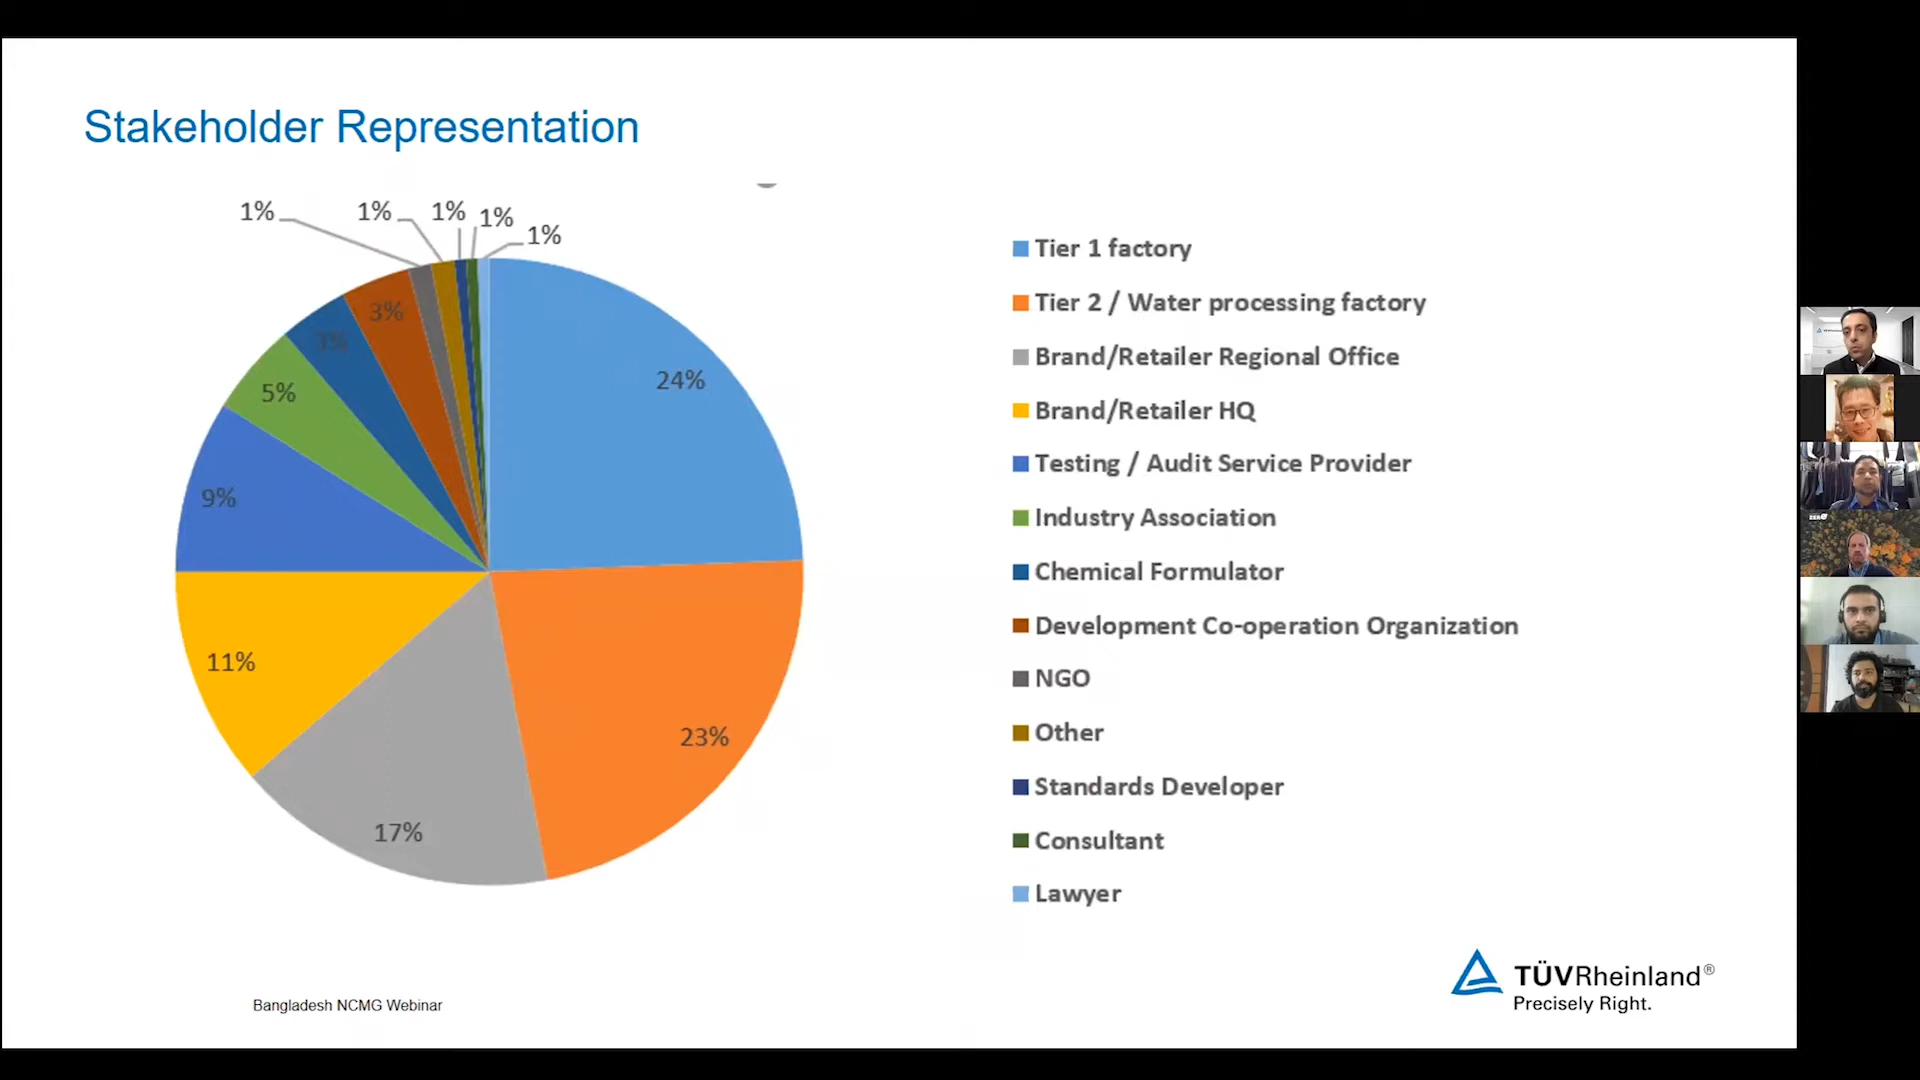 Stakeholder Representation
1%
1%
1%
1%
1%
3%
5%
9%
11%
17%
23%
24%
Tier 1 factory
Tier 2 / Water processing factory
Brand/Retailer Regional Office
Brand/Retailer HQ
Testing / Audit Service Provider
Industry Association
Chemical Formulator
Development Co-operation Organization
NGO
Other
Standards Developer
Consultant
Lawyer
Bangladesh NCMG Webinar
TÜVRheinland®
Precisely Right.